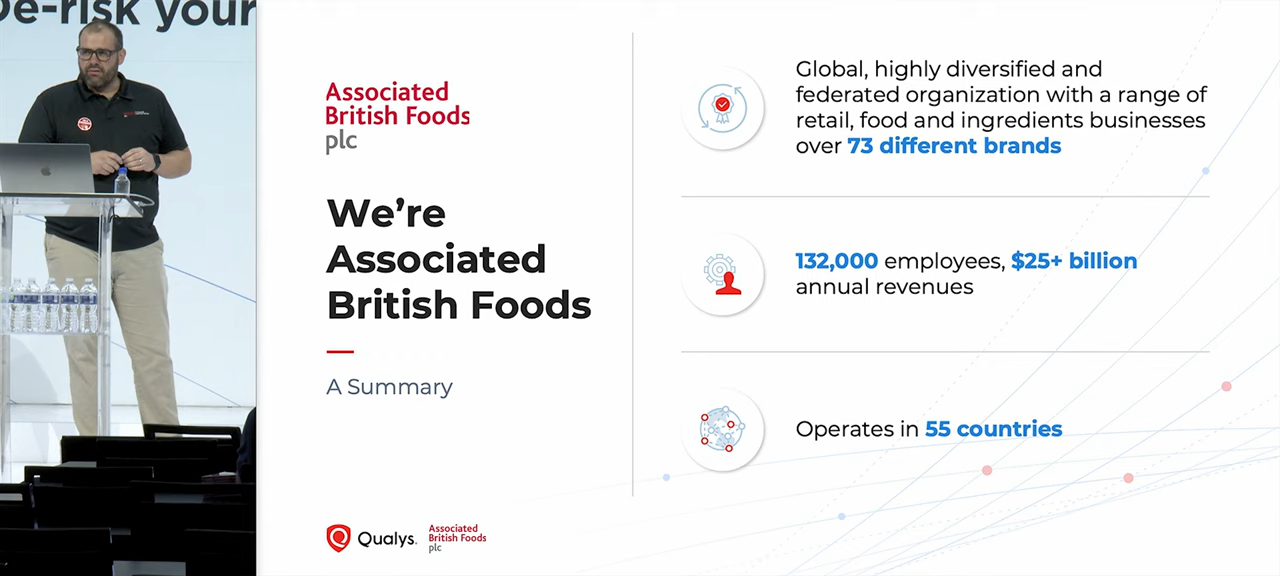 De-risk your
Associated
British Foods
plc
We're
Associated
British Foods
A Summary
Global, highly diversified and
federated organization with a range of
retail, food and ingredients businesses
over 73 different brands
132,000 employees, $25+ billion
annual revenues
Operates in 55 countries
Qualys.
Associated
British Foods
plc